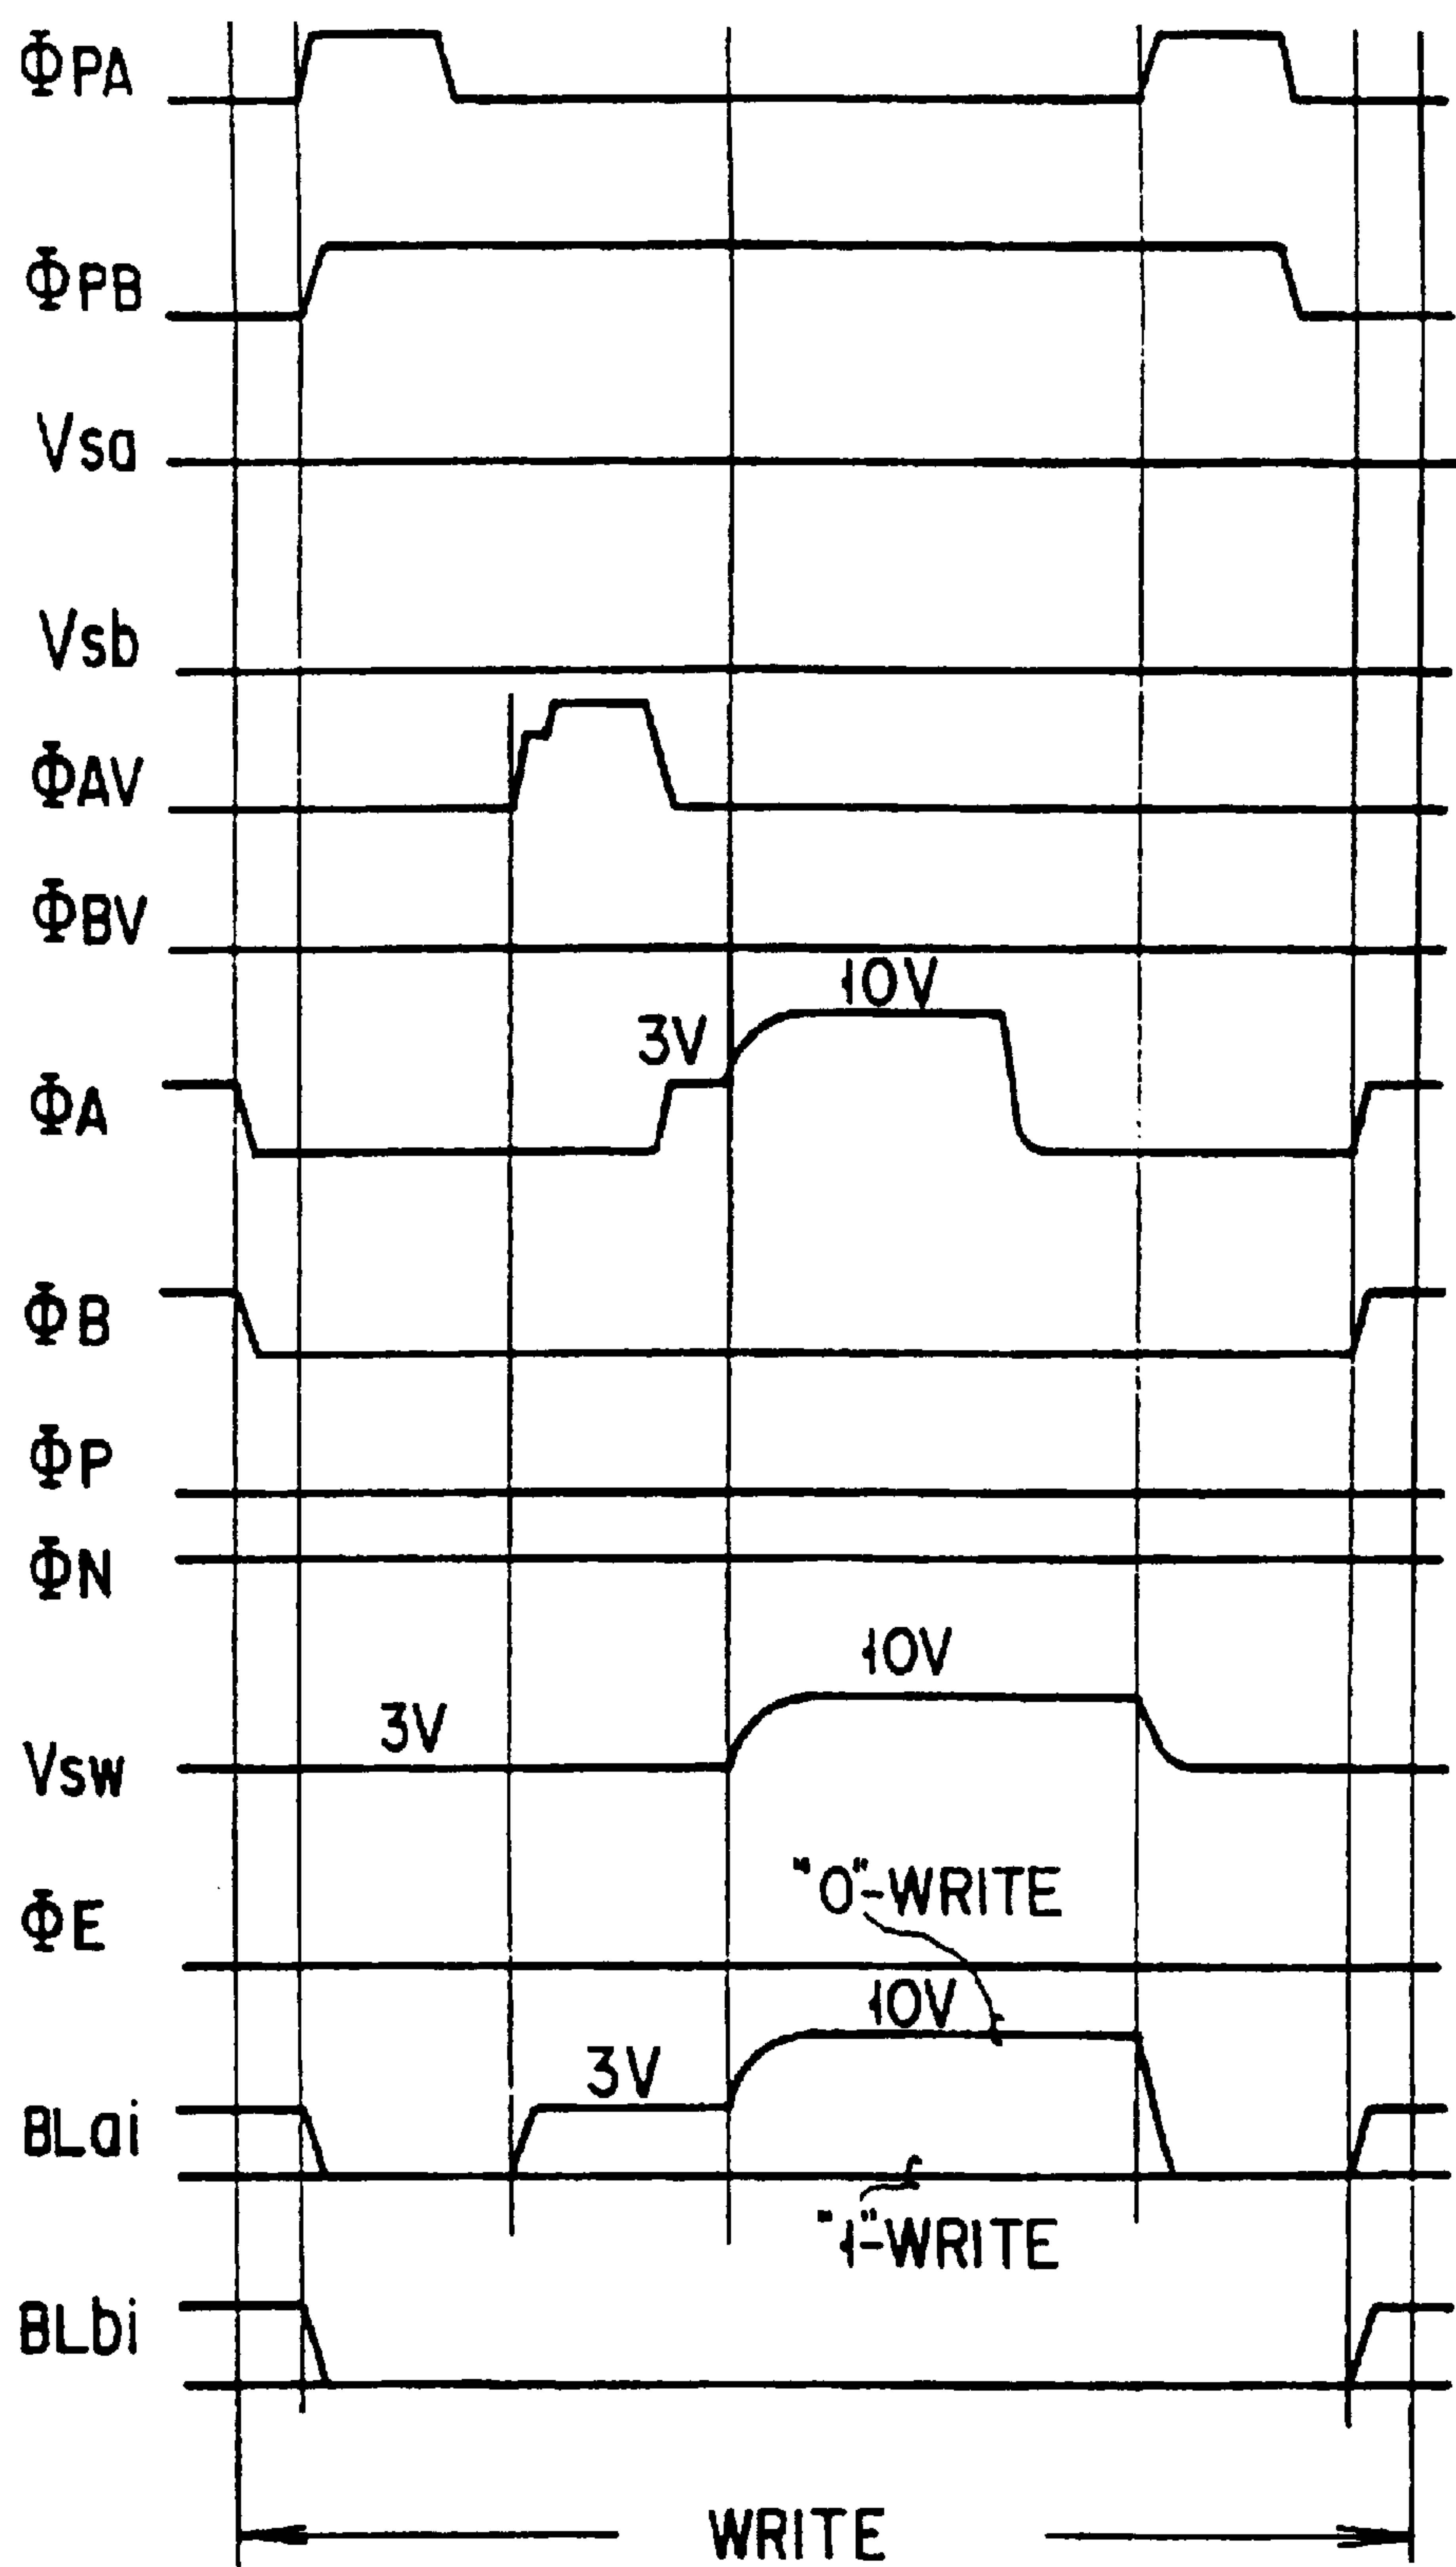 ΦPA
ΦPB
Vsa
Vsb
ΦAV
ΦBV
10V
3V
ΦA
ΦB
ΦP
ΦN
10V
3V
Vsw
"0"-WRITE
ΦE
10V
3V
BLai
"1"-WRITE
BLbi
WRITE